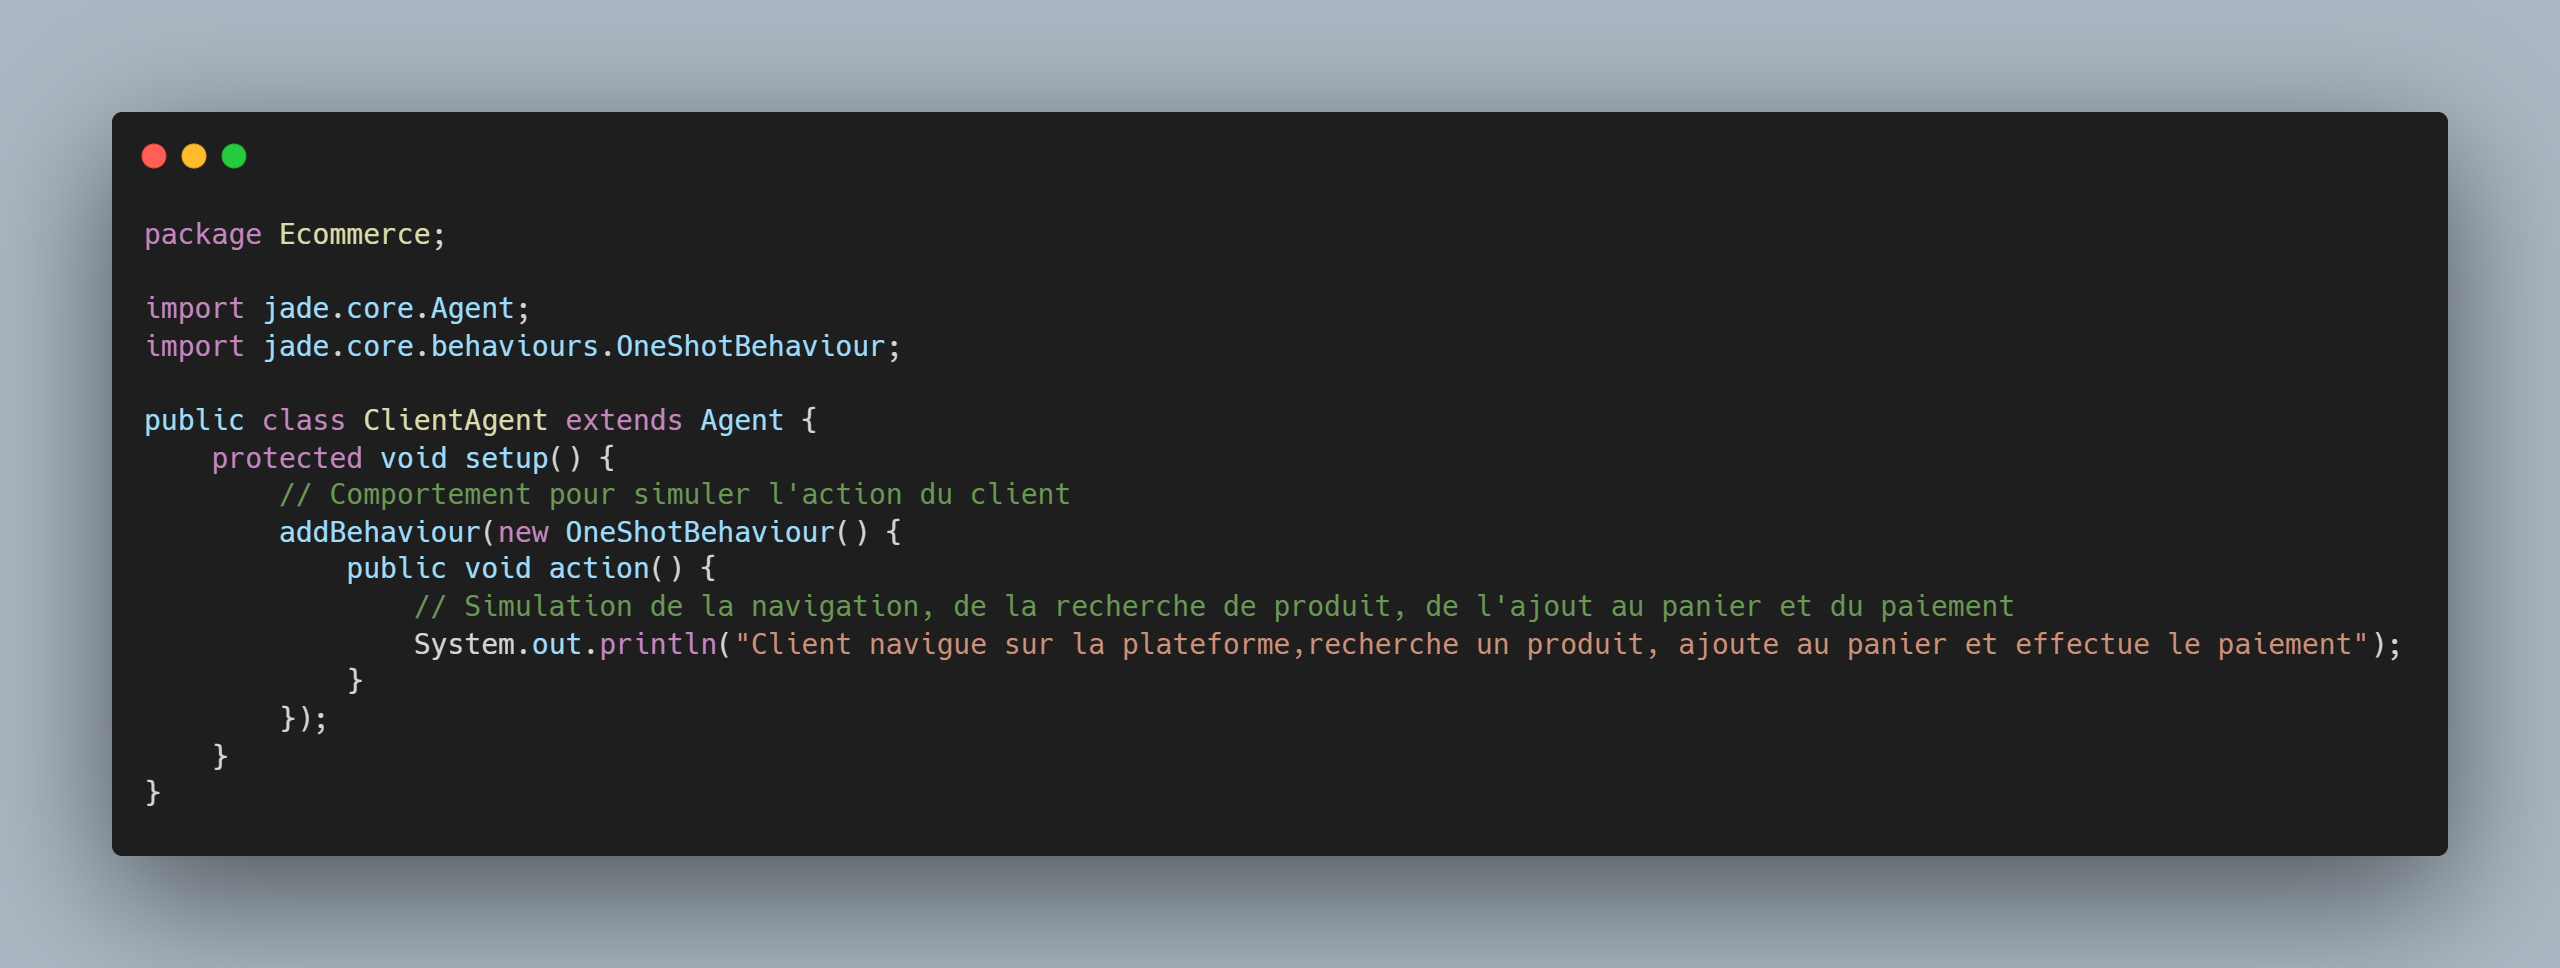 package Ecommerce;

import jade.core.Agent;
import jade.core.behaviours.OneShotBehaviour;

public class ClientAgent extends Agent {
    protected void setup() {
        // Comportement pour simuler l'action du client
        addBehaviour(new OneShotBehaviour() {
            public void action() {
                // Simulation de la navigation, de la recherche de produit, de l'ajout au panier et du paiement
                System.out.println("Client navigue sur la plateforme,recherche un produit, ajoute au panier et effectue le paiement");
            }
        });
    }
}